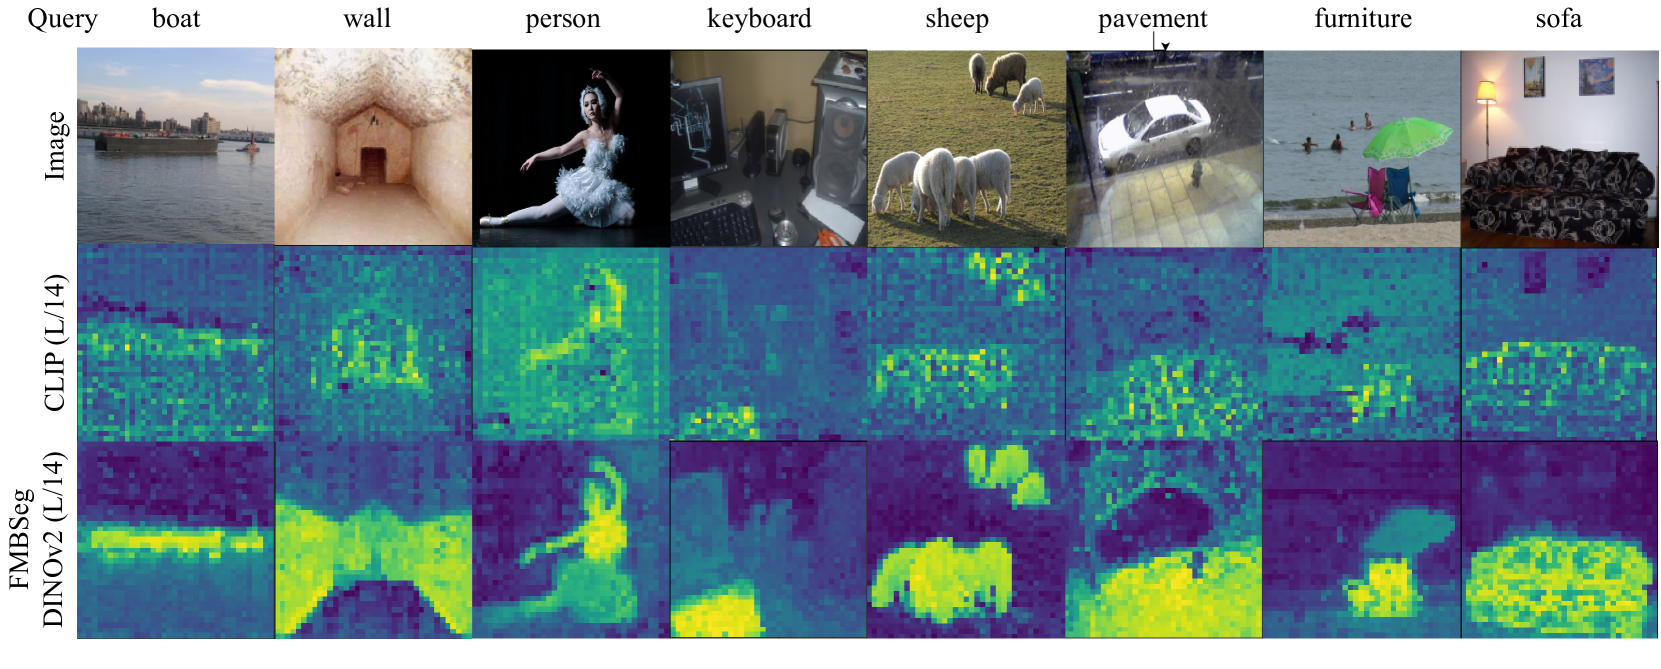 Query boat wall person keyboard sheep pavement furniture sofa
Image
CLIP (L/14)
FMBSeg
DINOv2 (L/14)